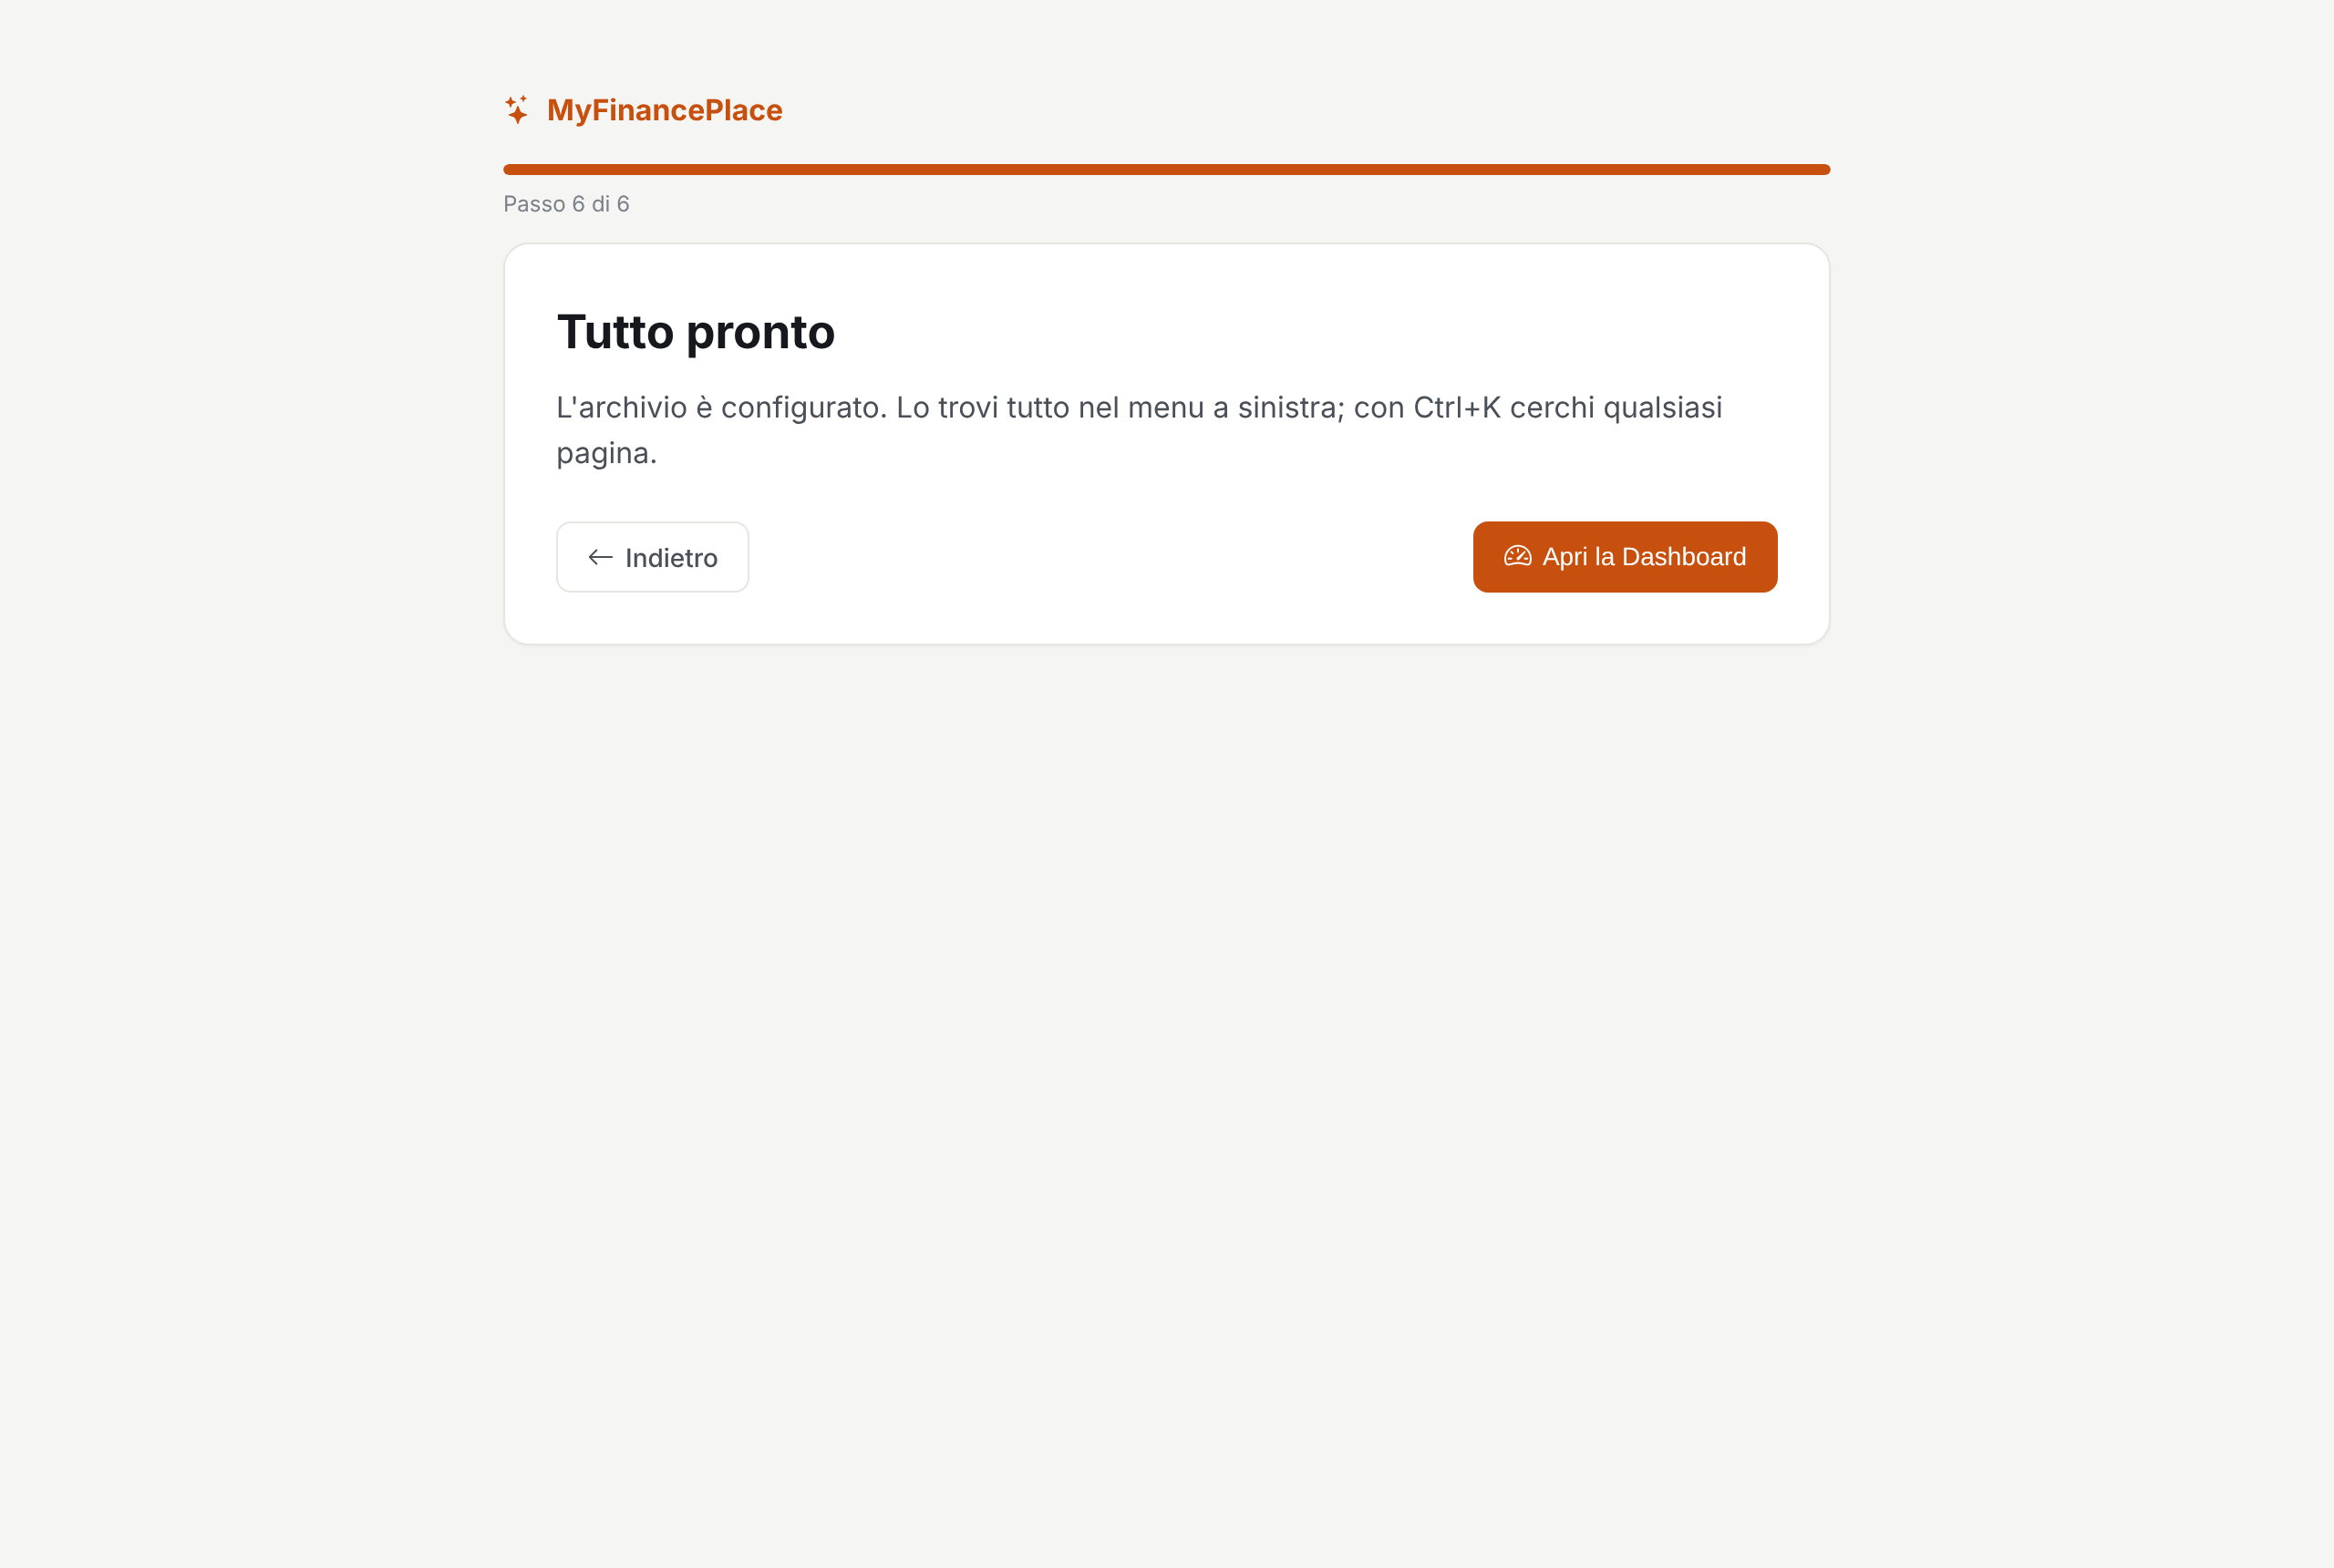 MyFinancePlace
Passo 6 di 6
Tutto pronto
L'archivio è configurato. Lo trovi tutto nel menu a sinistra; con Ctrl+K cerchi qualsiasi
pagina.
Indietro
Apri la Dashboard